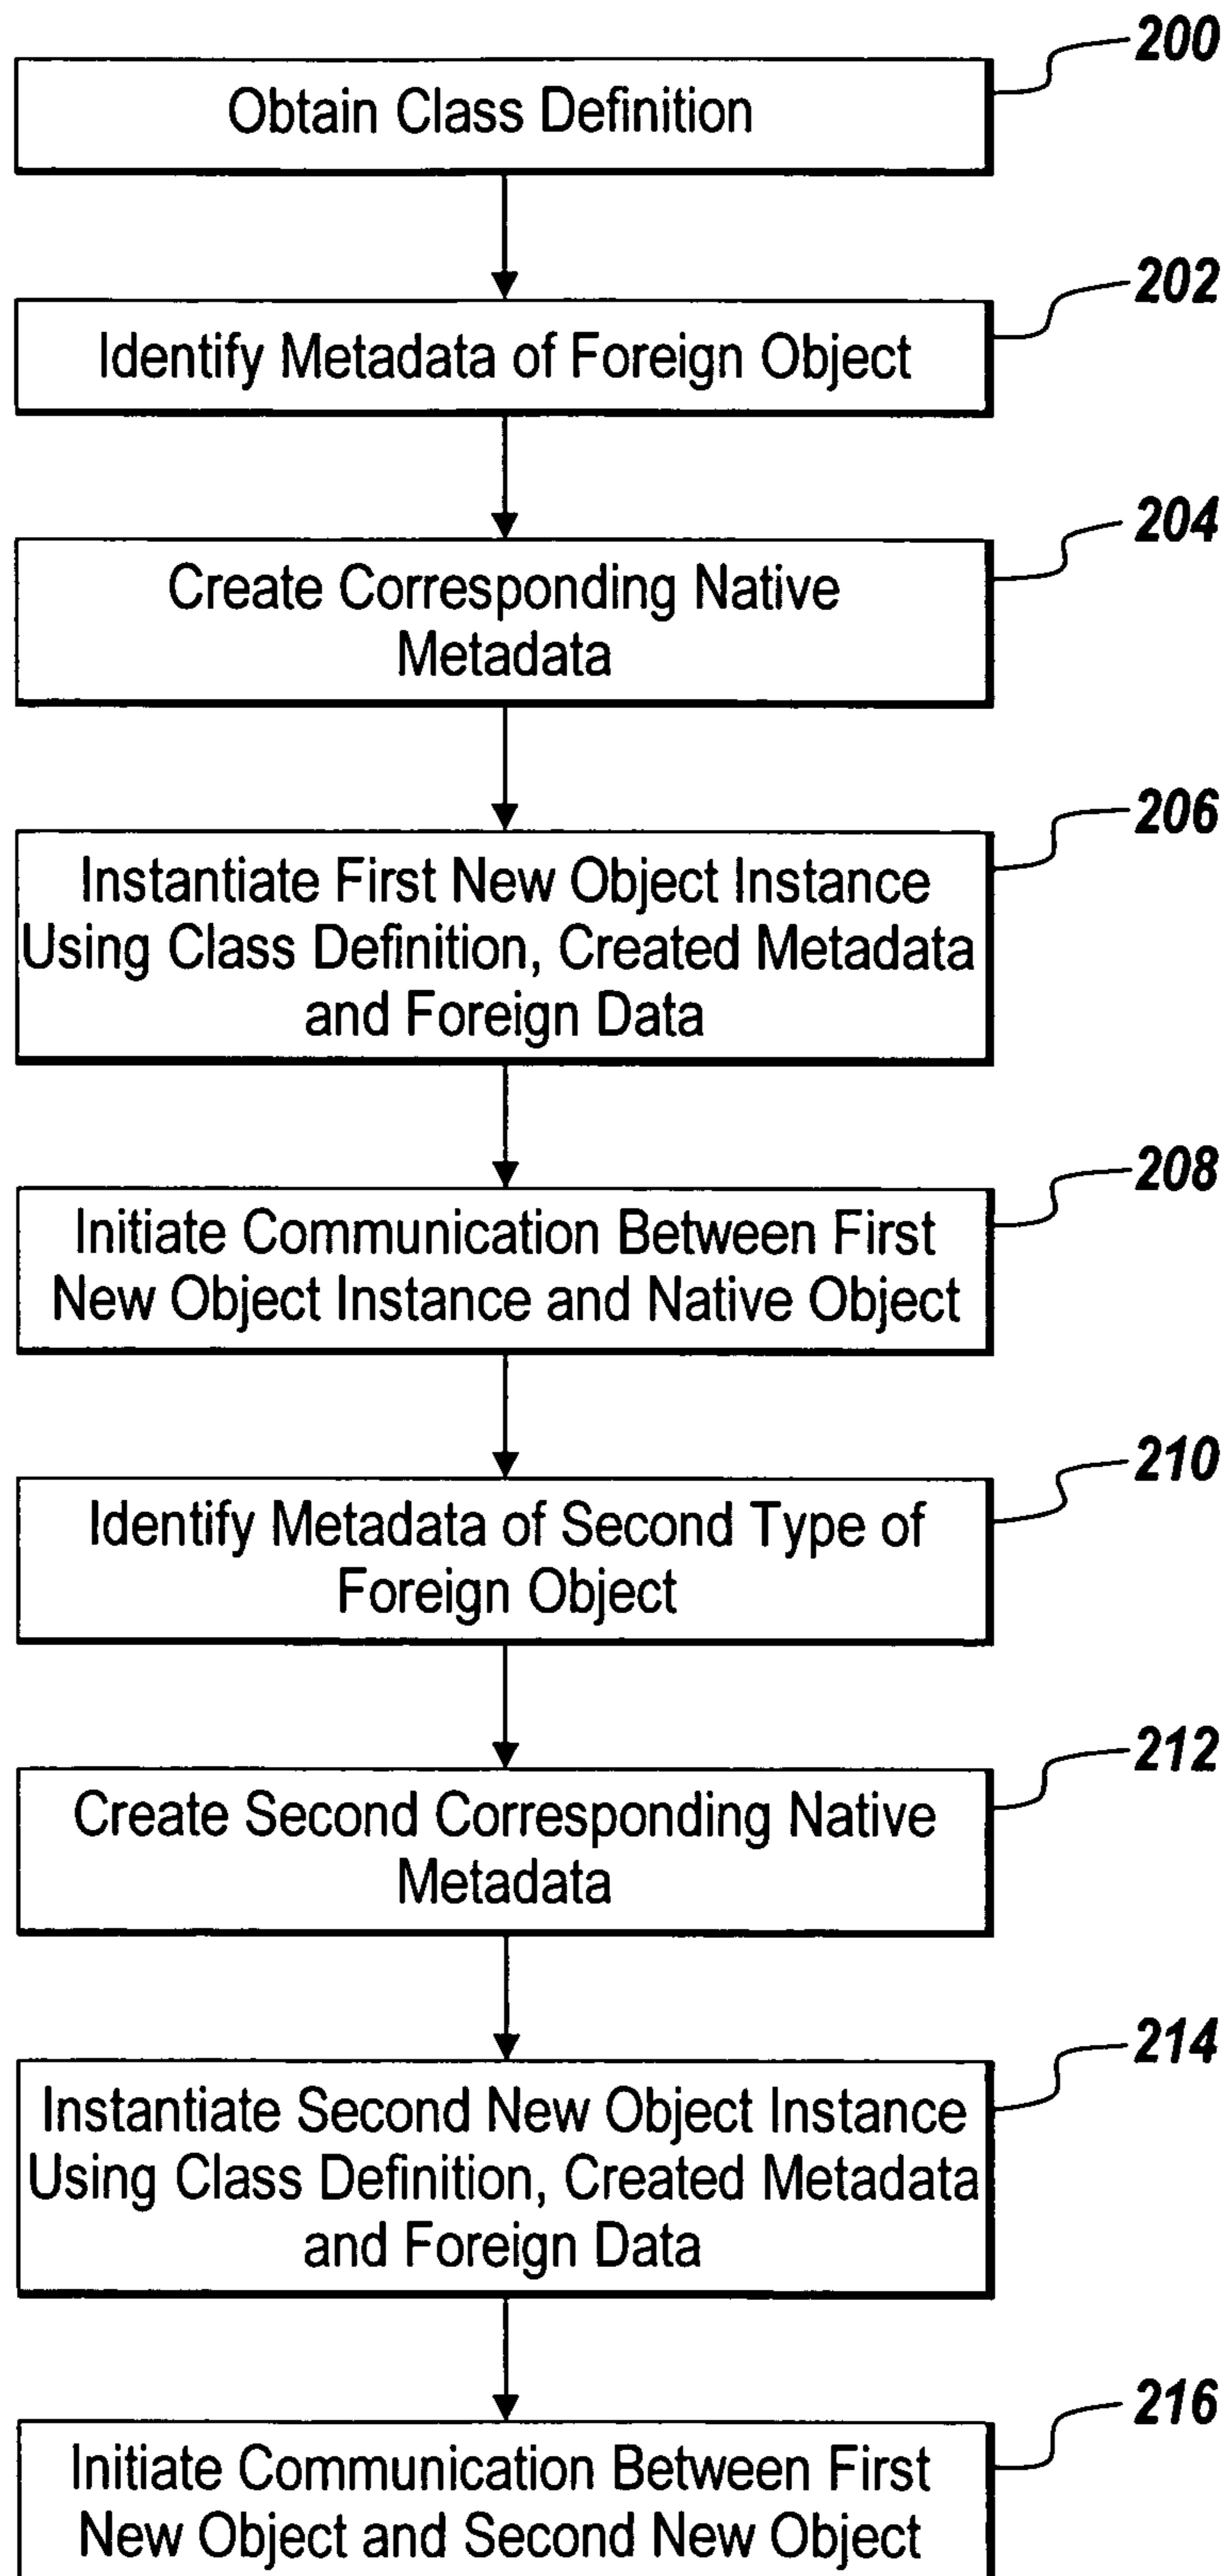 200
Obtain Class Definition
202
Identify Metadata of Foreign Object
204
Create Corresponding Native
Metadata
206
Instantiate First New Object Instance
Using Class Definition, Created Metadata
and Foreign Data
208
Initiate Communication Between First
New Object Instance and Native Object
210
Identify Metadata of Second Type of
Foreign Object
212
Create Second Corresponding Native
Metadata
214
Instantiate Second New Object Instance
Using Class Definition, Created Metadata
and Foreign Data
216
Initiate Communication Between First
New Object and Second New Object